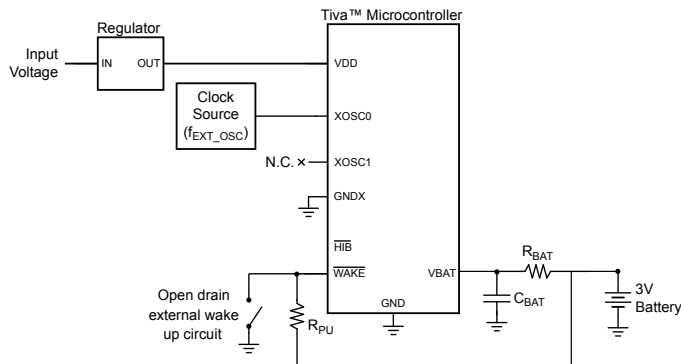 Tiva™ Microcontroller
Regulator
Input
Voltage
IN
OUT
VDD
Clock
Source
(fEXT_OSC)
XOSC0
N.C.
XOSC1
GNDX
HIB
WAKE
VBAT
RBAT
Open drain
external wake
up circuit
RPU
GND
CBAT
3V
Battery